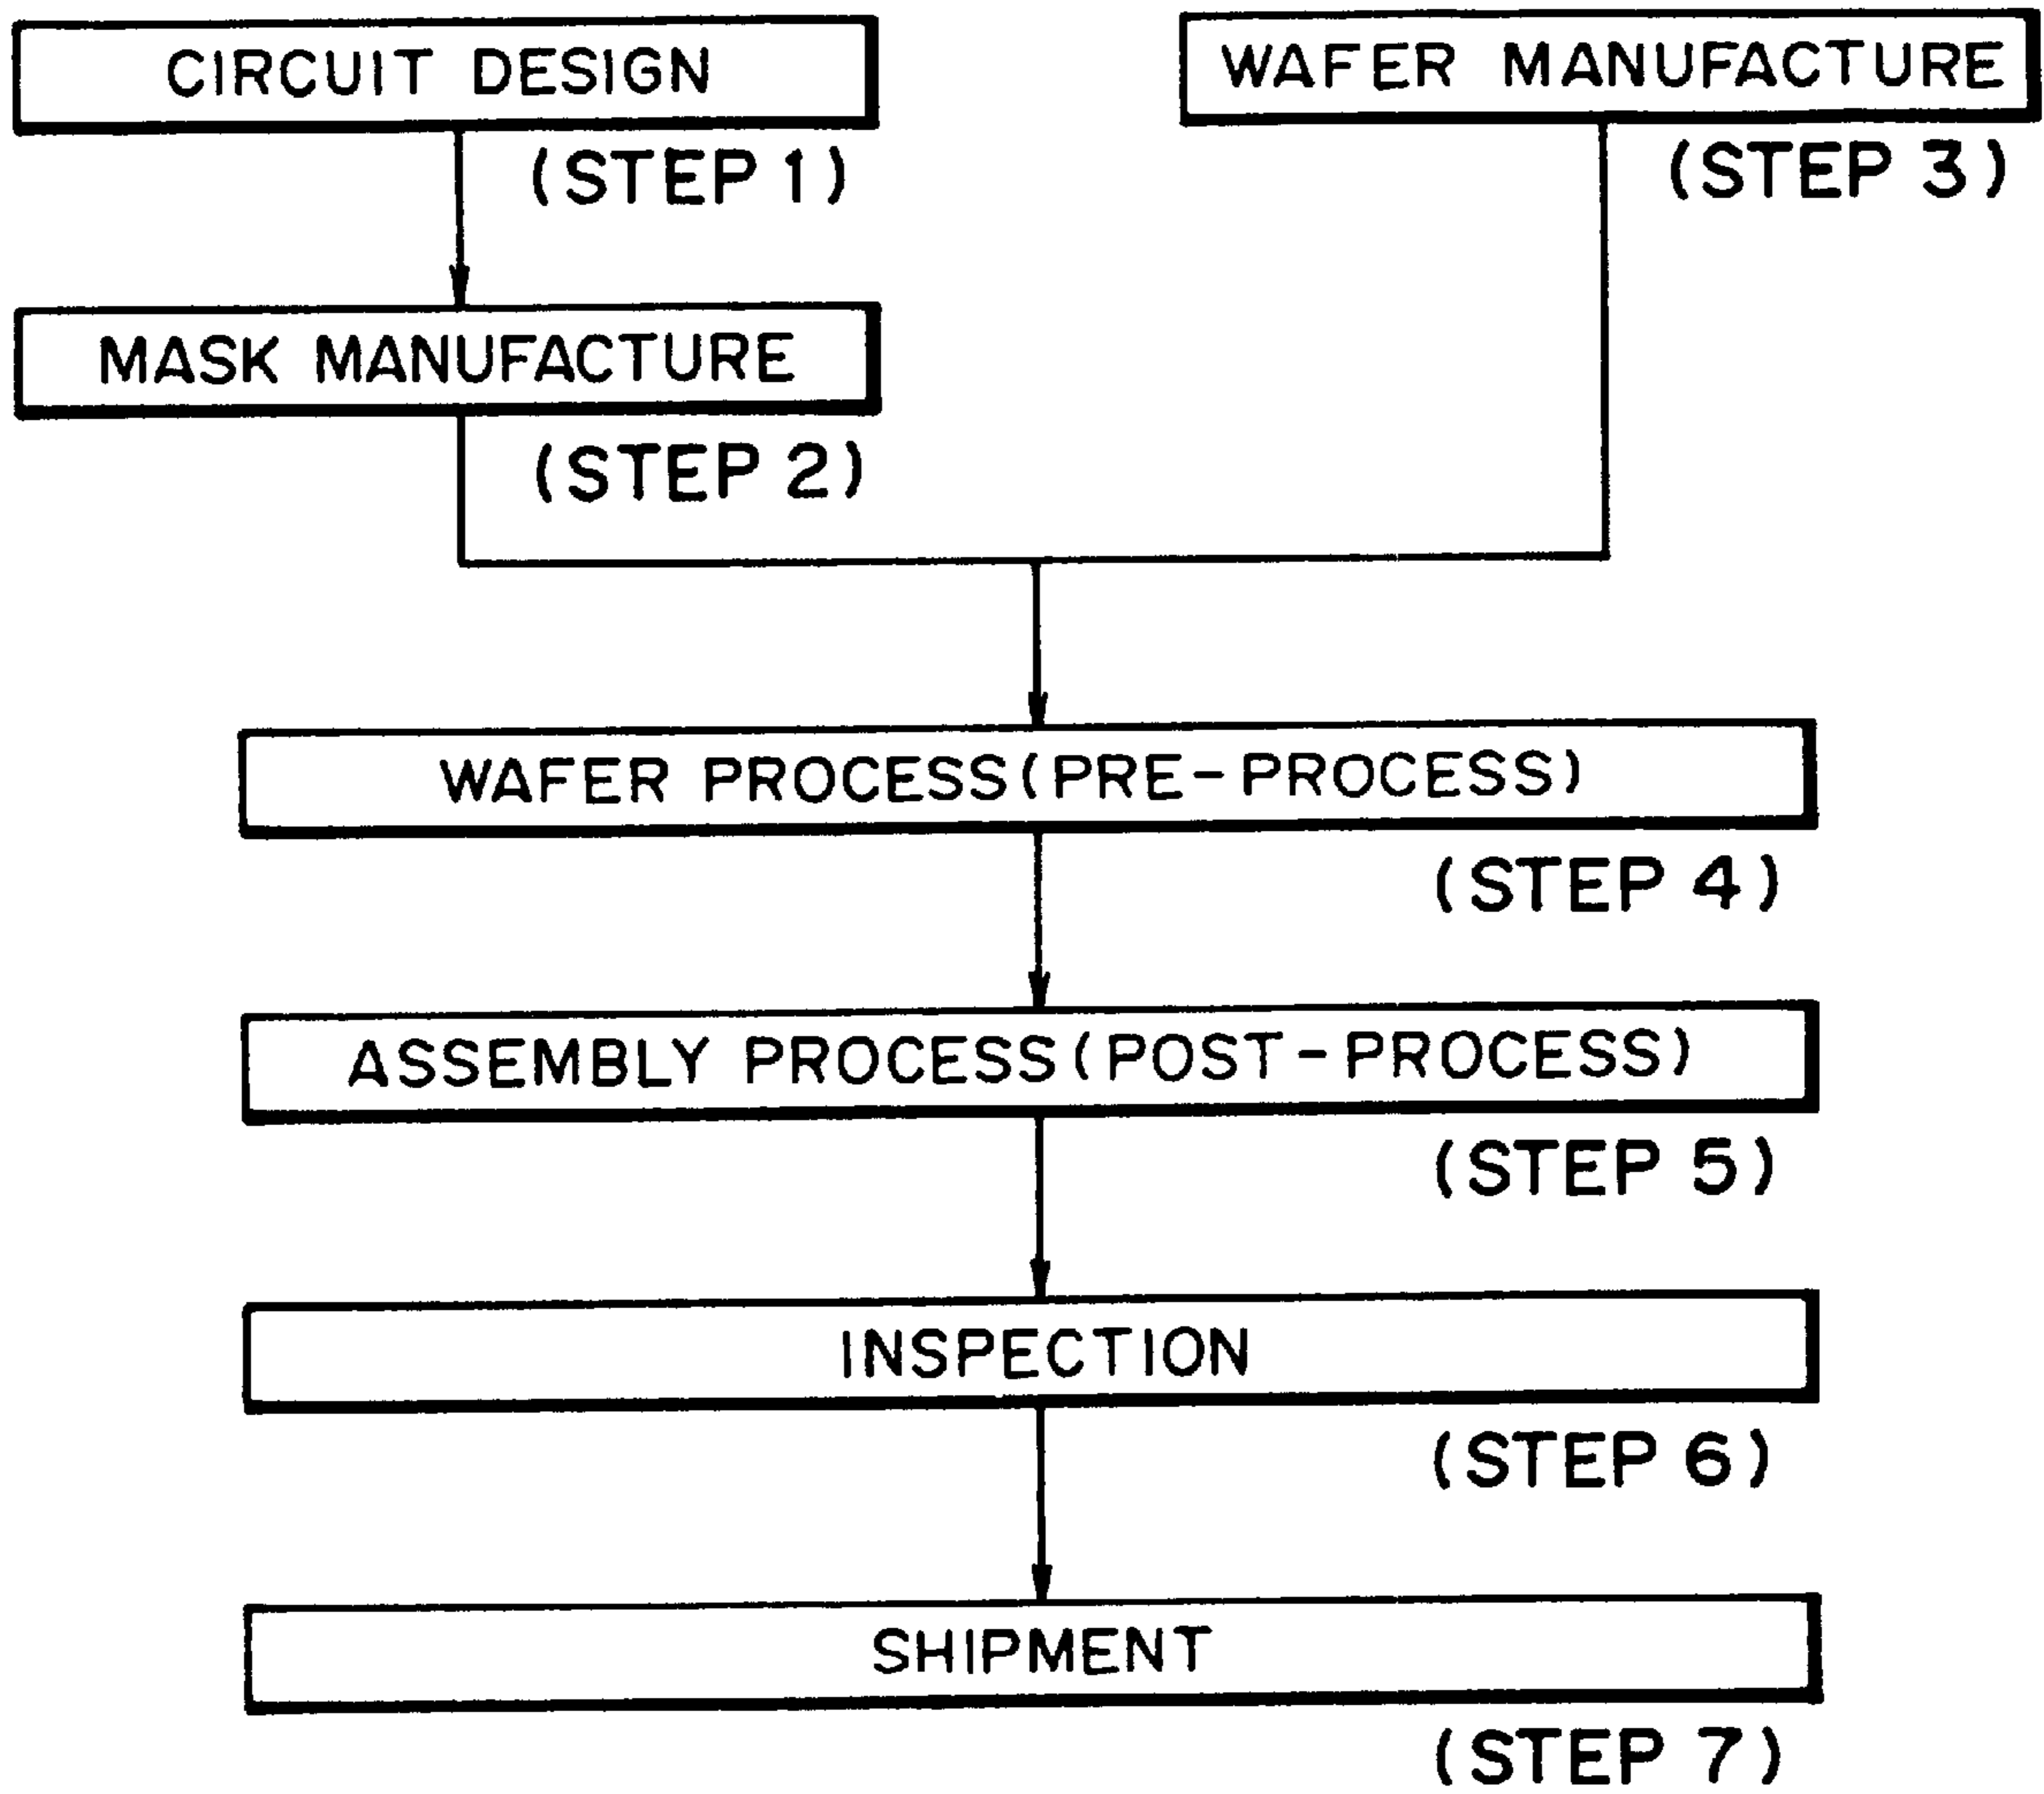 CIRCUIT DESIGN
(STEP 1)
WAFER MANUFACTURE
(STEP 3)
MASK MANUFACTURE
(STEP 2)
WAFER PROCESS(PRE-PROCESS)
(STEP 4)
ASSEMBLY PROCESS(POST-PROCESS)
(STEP 5)
INSPECTION
(STEP 6)
SHIPMENT
(STEP 7)